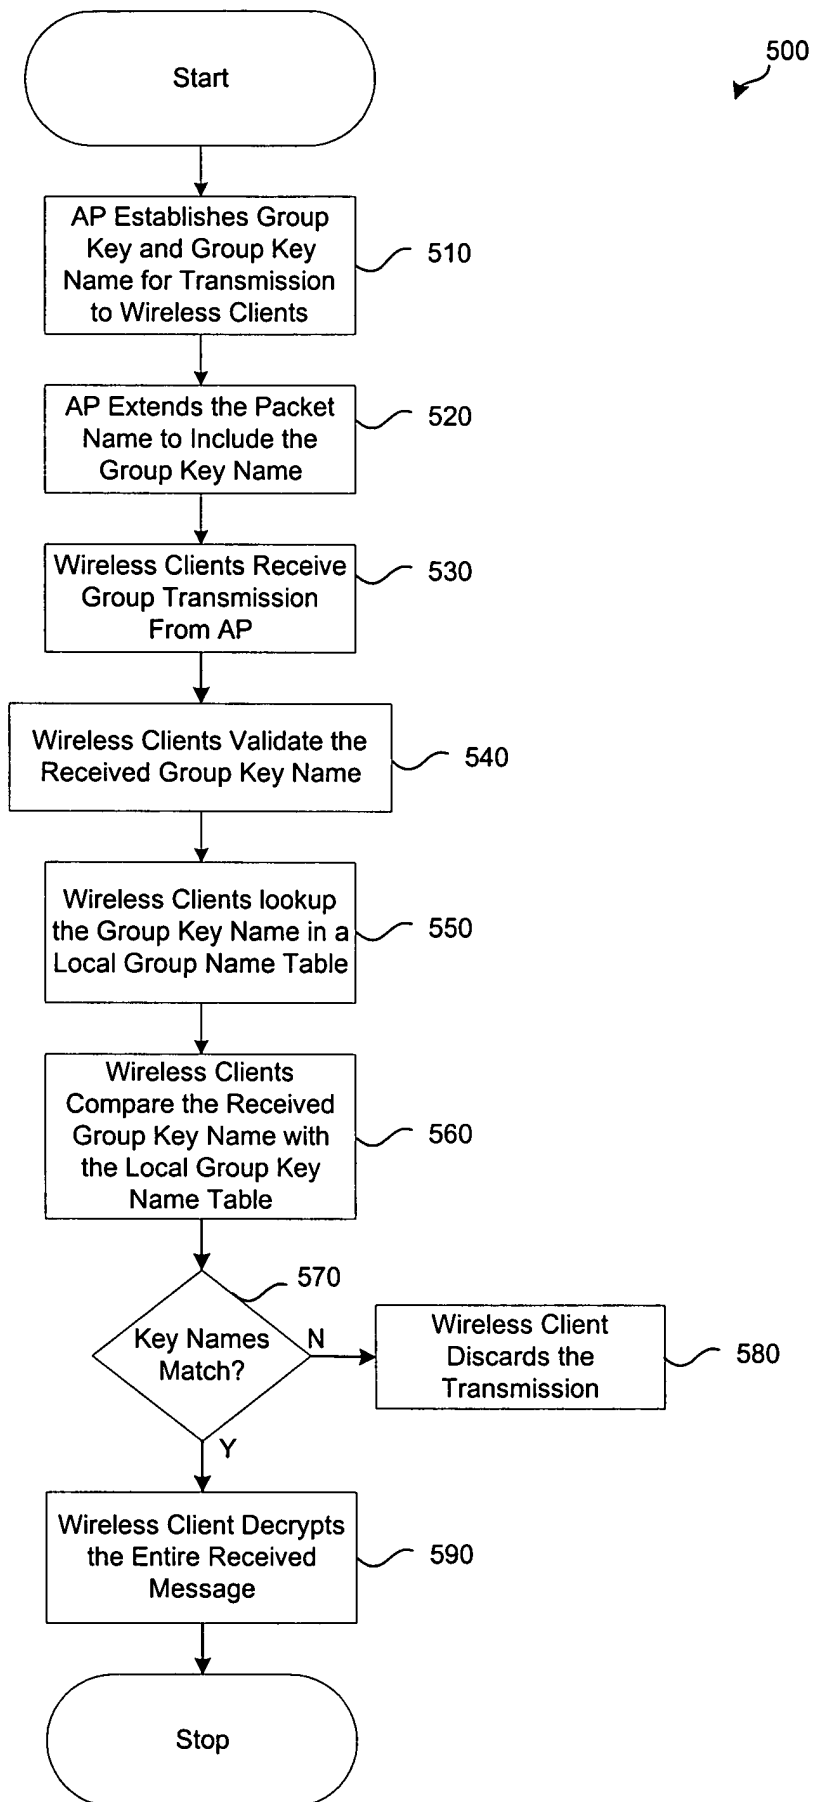 Start
500
AP Establishes Group
Key and Group Key
Name for Transmission
to Wireless Clients
510
AP Extends the Packet
Name to Include the
Group Key Name
520
Wireless Clients Receive
Group Transmission
From AP
530
Wireless Clients Validate the
Received Group Key Name
540
Wireless Clients lookup
the Group Key Name in a
Local Group Name Table
550
Wireless Clients
Compare the Received
Group Key Name with
the Local Group Key
Name Table
560
570
Key Names
Match?
N
Y
Wireless Client
Discards the
Transmission
580
Wireless Client Decrypts
the Entire Received
Message
590
Stop